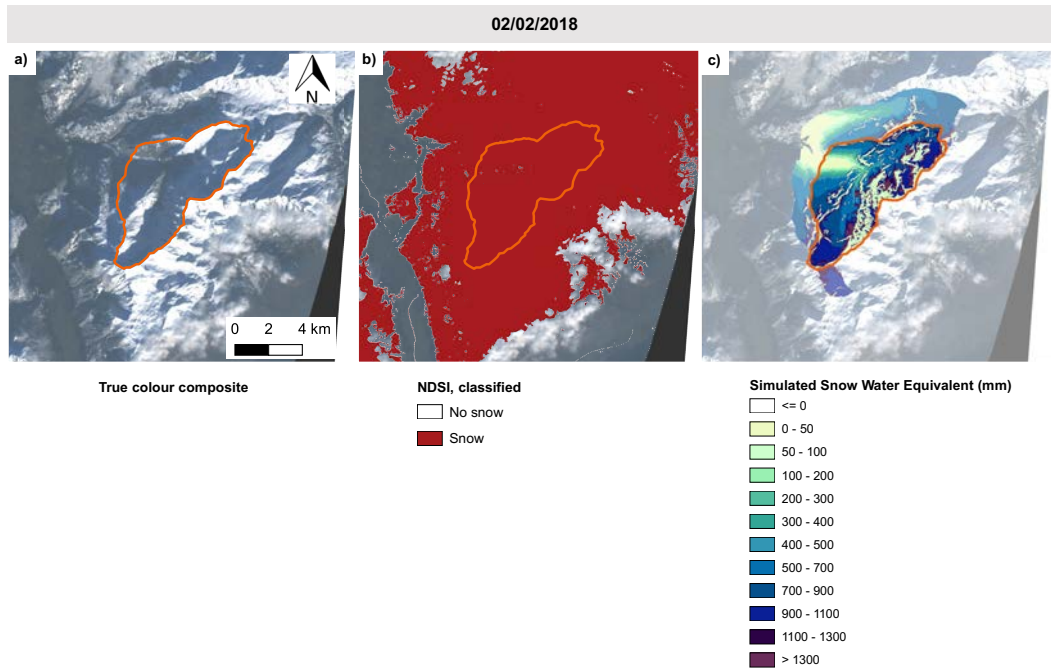 02/02/2018
a)
b)
c)
N
0 2 4 km
True colour composite
NDSI, classified
No snow
Snow
Simulated Snow Water Equivalent (mm)
<= 0
0 - 50
50 - 100
100 - 200
200 - 300
300 - 400
400 - 500
500 - 700
700 - 900
900 - 1100
1100 - 1300
> 1300